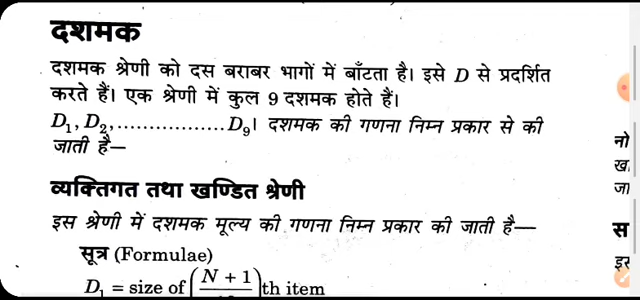 दशमक
दशमक श्रेणी को दस बराबर भागों में बाँटता है। इसे D से प्रदर्शित
करते हैं। एक श्रेणी में कुल 9 दशमक होते हैं।
D₁, D₂,..................D₉। दशमक की गणना निम्न प्रकार से की
जाती है—
व्यक्तिगत तथा खण्डित श्रेणी
इस श्रेणी में दशमक मूल्य की गणना निम्न प्रकार की जाती है—
सूत्र (Formulae)
D₁ = size of (N + 1)th item
नो
जा
स